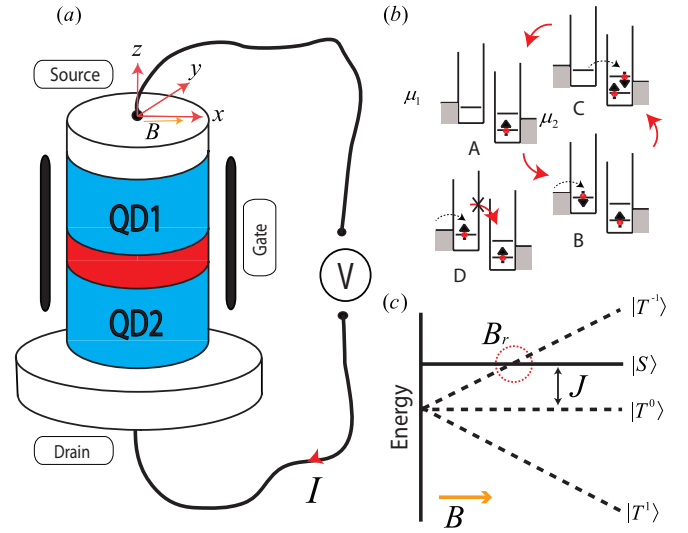 (a)
z
Source
y
x
B
QD1
QD2
Gate
V
Drain
I
(b)
μ1
μ2
A
C
D
B
(c)
Energy
Br
J
B
|T-1⟩
|S⟩
|T0⟩
|T1⟩